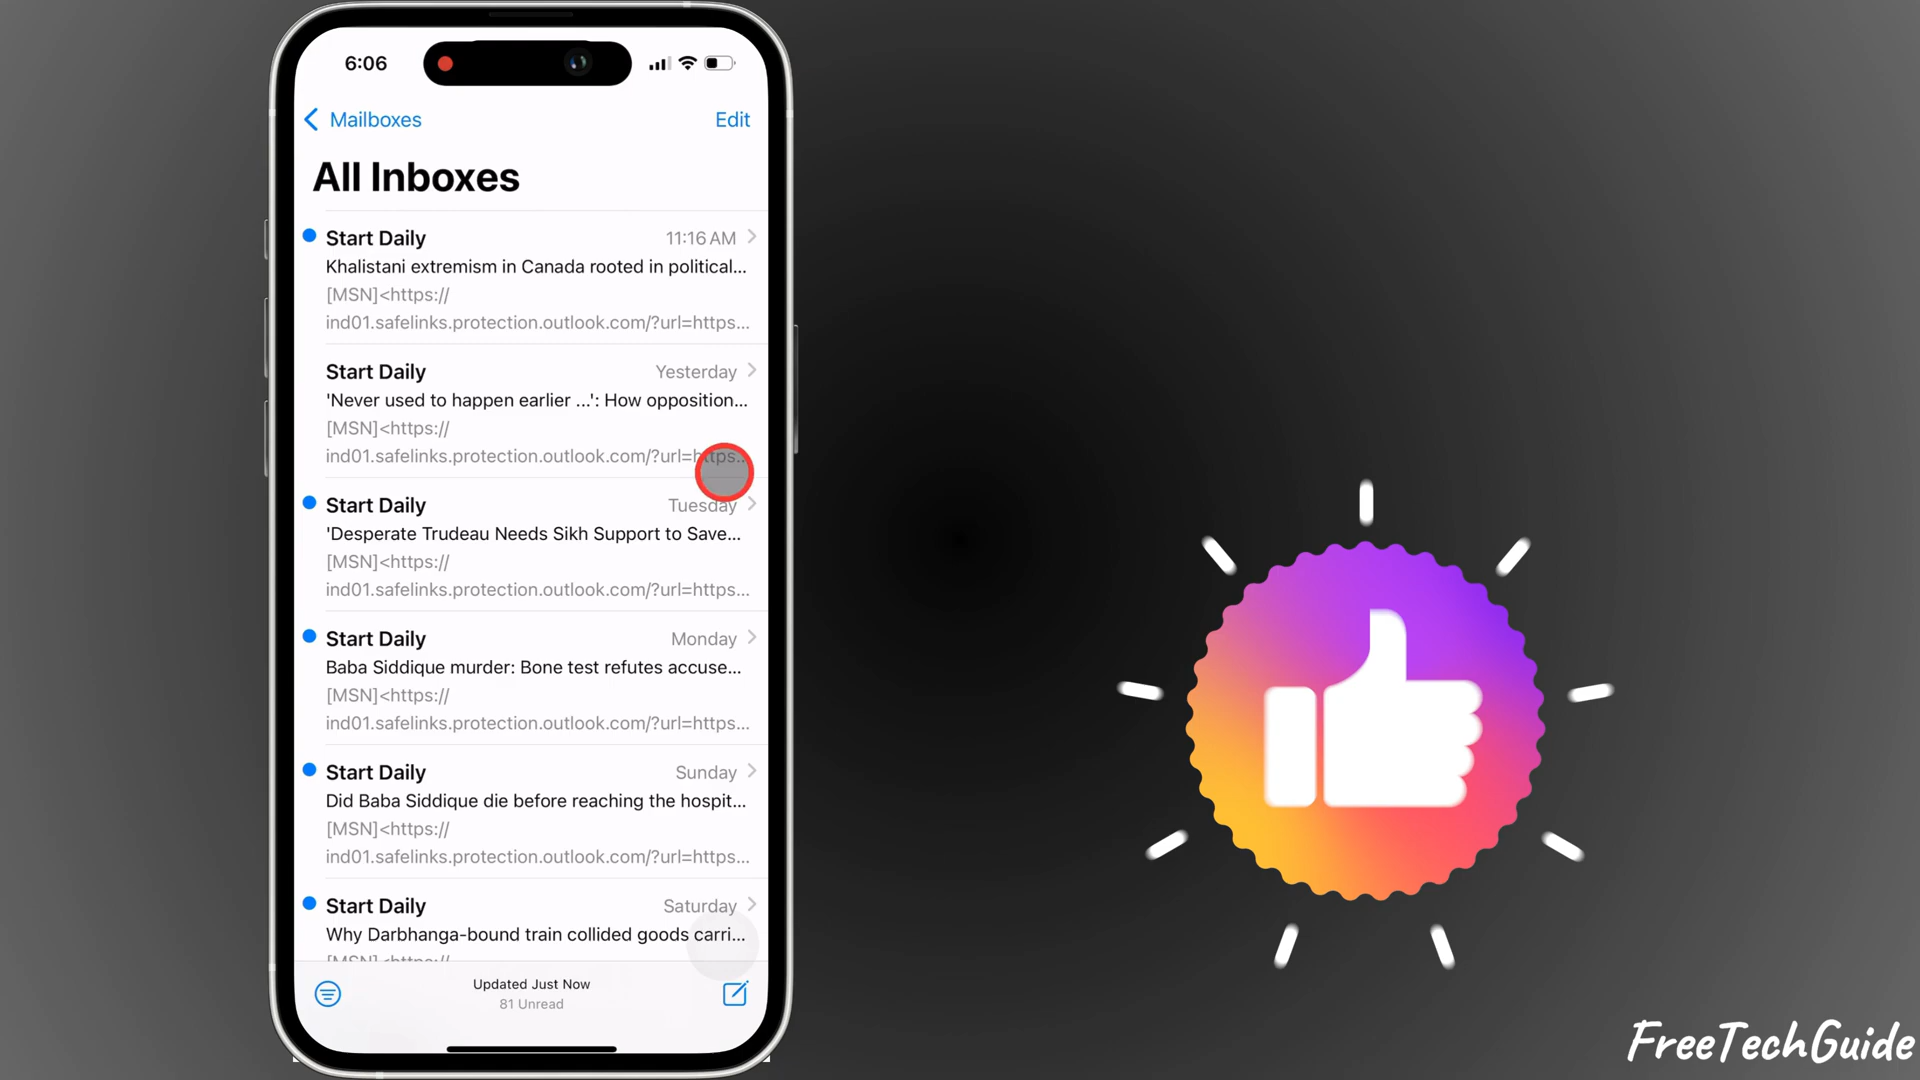 6:06
Mailboxes
Edit
All Inboxes
Start Daily 11:16 AM
Khalistani extremism in Canada rooted in political...
[MSN]<https://
ind01.safelinks.protection.outlook.com/?url=https...
Start Daily Yesterday
'Never used to happen earlier ...': How opposition...
[MSN]<https://
ind01.safelinks.protection.outlook.com/?url=https...
Start Daily Tuesday
'Desperate Trudeau Needs Sikh Support to Save...
[MSN]<https://
ind01.safelinks.protection.outlook.com/?url=https...
Start Daily Monday
Baba Siddique murder: Bone test refutes accuse...
[MSN]<https://
ind01.safelinks.protection.outlook.com/?url=https...
Start Daily Sunday
Did Baba Siddique die before reaching the hospit...
[MSN]<https://
ind01.safelinks.protection.outlook.com/?url=https...
Start Daily Saturday
Why Darbhanga-bound train collided goods carri...
[MSN]<https://
Updated Just Now
81 Unread
FreeTechGuide